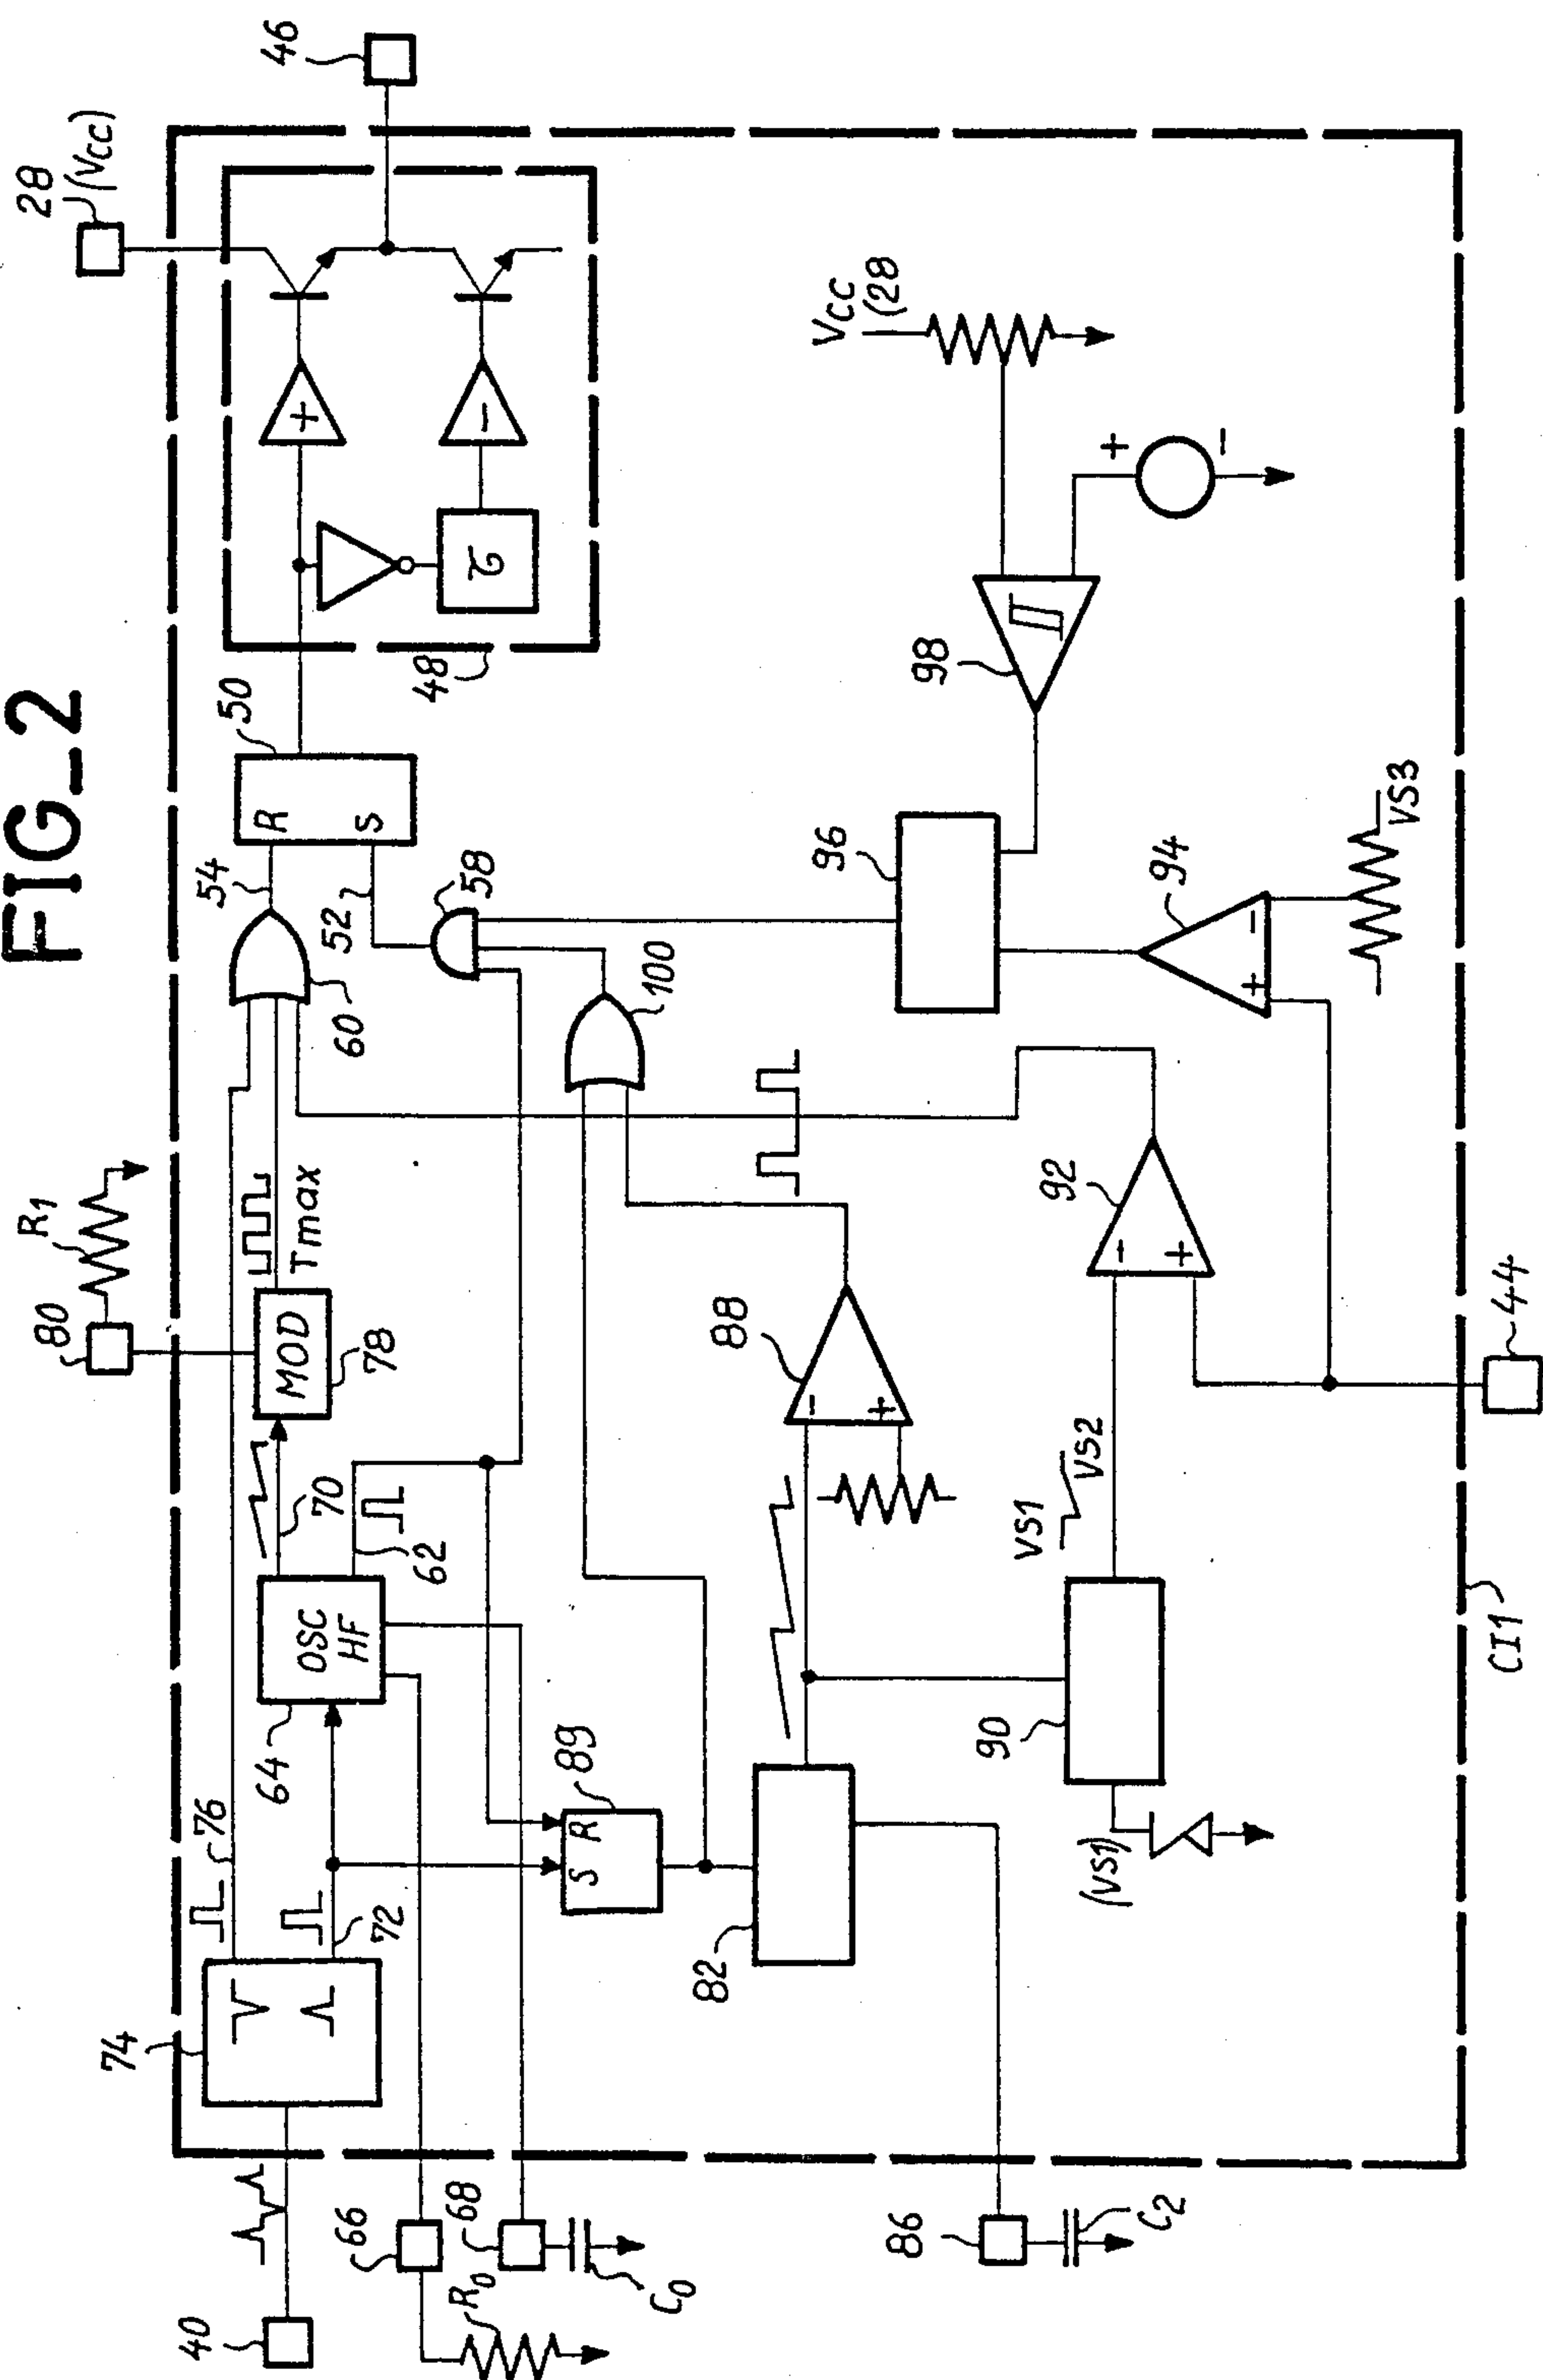 FIG_2
28
(Vcc)
46
+
-
τ
48
50
R
S
54
52
60
58
100
80
R1
MOD
Tmax
78
70
62
OSC
HF
64
76
72
74
40
66
R0
68
C0
89
S R
82
86
C2
88
-
+
90
(VS1)
VS1
VS2
92
-
+
94
+
-
VS3
96
98
VCC
(28
+
-
44
CI1